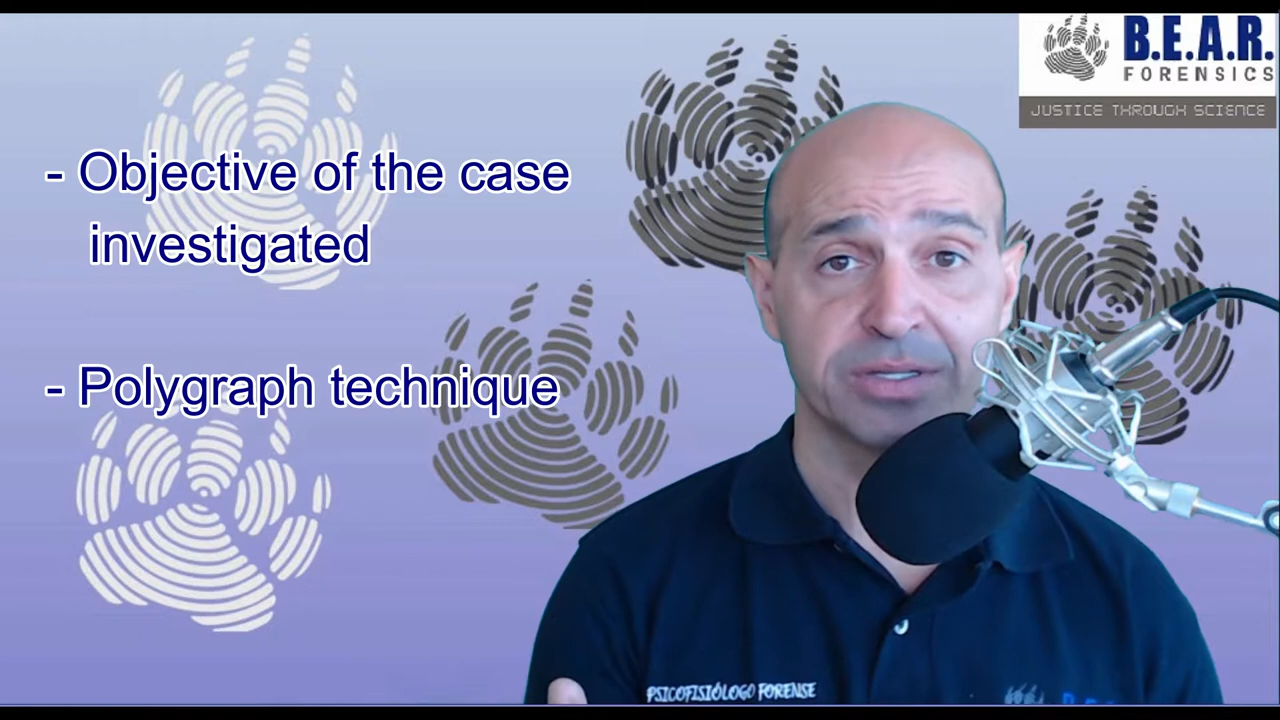 B.E.A.R.
FORENSICS
JUSTICE THROUGH SCIENCE
- Objective of the case
investigated
- Polygraph technique
PSICOFISIÓLOGO FORENSE